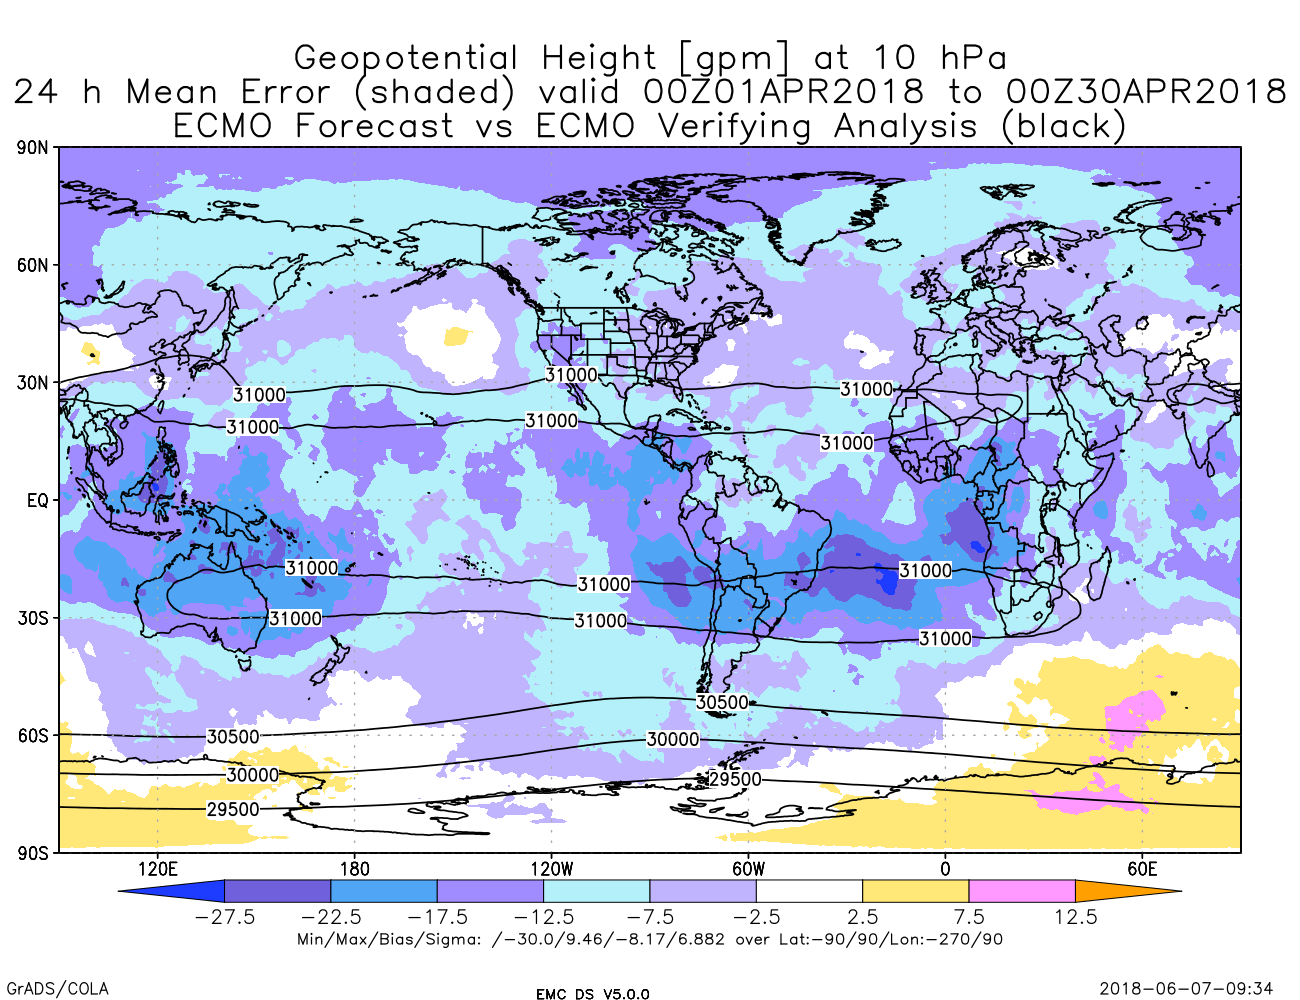 Geopotential Height [gpm] at 10 hPa
24 h Mean Error (shaded) valid 00Z01APR2018 to 00Z30APR2018
ECMO Forecast vs ECMO Verifying Analysis (black)
90N
60N
30N
31000 31000 31000
31000 31000 31000
EQ
31000 31000 31000
30S
31000 31000 31000
30500
60S
30500 30000
30000 29500
29500
90S
120E 180 120W 60W 0 60E
-27.5 -22.5 -17.5 -12.5 -7.5 -2.5 2.5 7.5 12.5
Min/Max/Bias/Sigma: /-30.0/9.46/-8.17/6.882 over Lat:-90/90/Lon:-270/90
GrADS/COLA EMC DS V5.0.0 2018-06-07-09:34